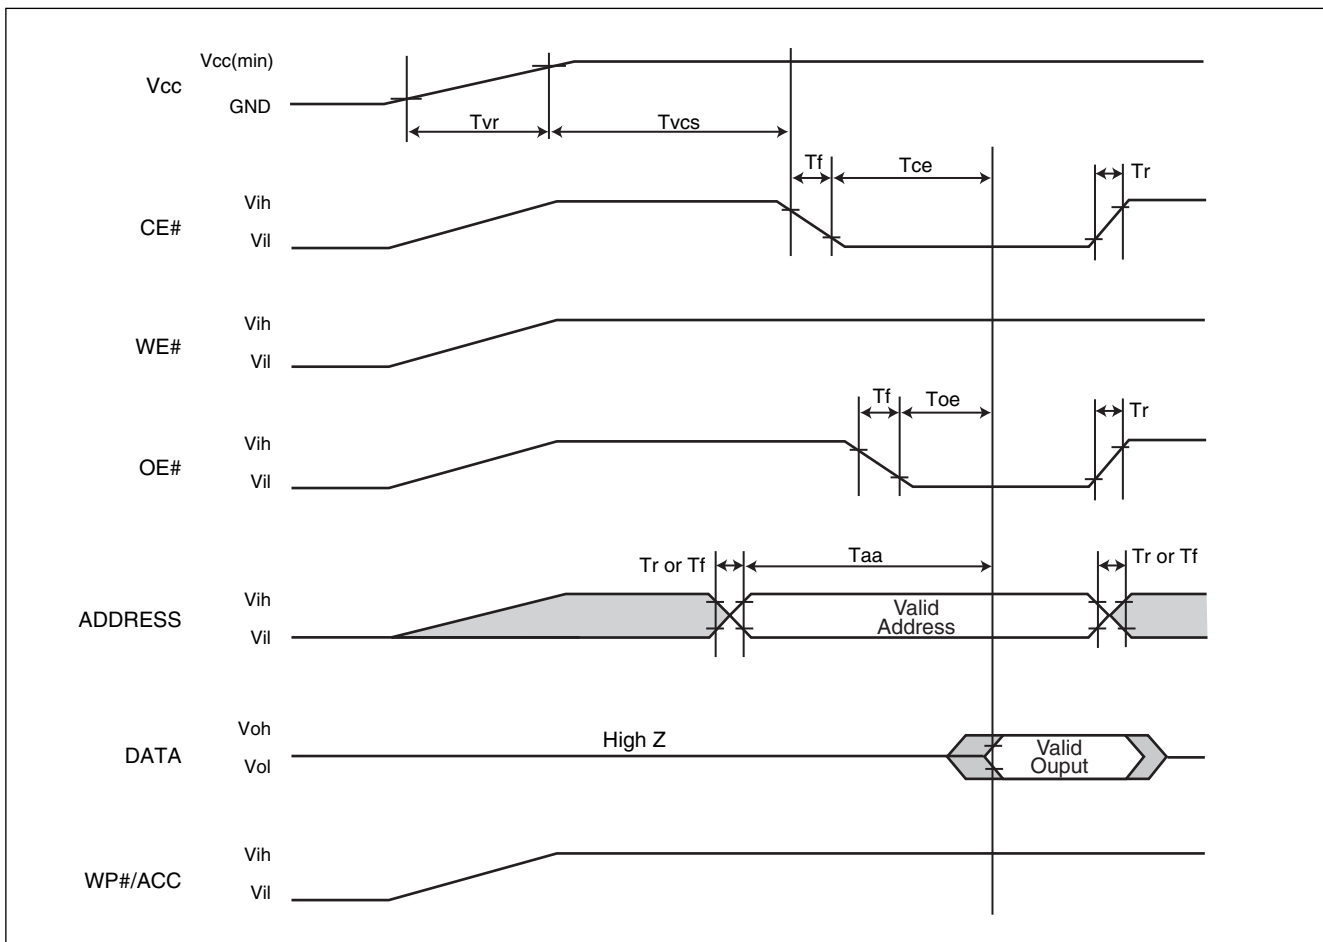 Vcc(min)
Vcc
GND
Tvr
Tvcs
Tf
Tce
Tr
Vih
CE#
Vil
Vih
WE#
Vil
Tf
Toe
Tr
Vih
OE#
Vil
Tr or Tf
Taa
Tr or Tf
Vih
ADDRESS
Vil
Valid
Address
Voh
DATA
Vol
High Z
Valid
Ouput
Vih
WP#/ACC
Vil